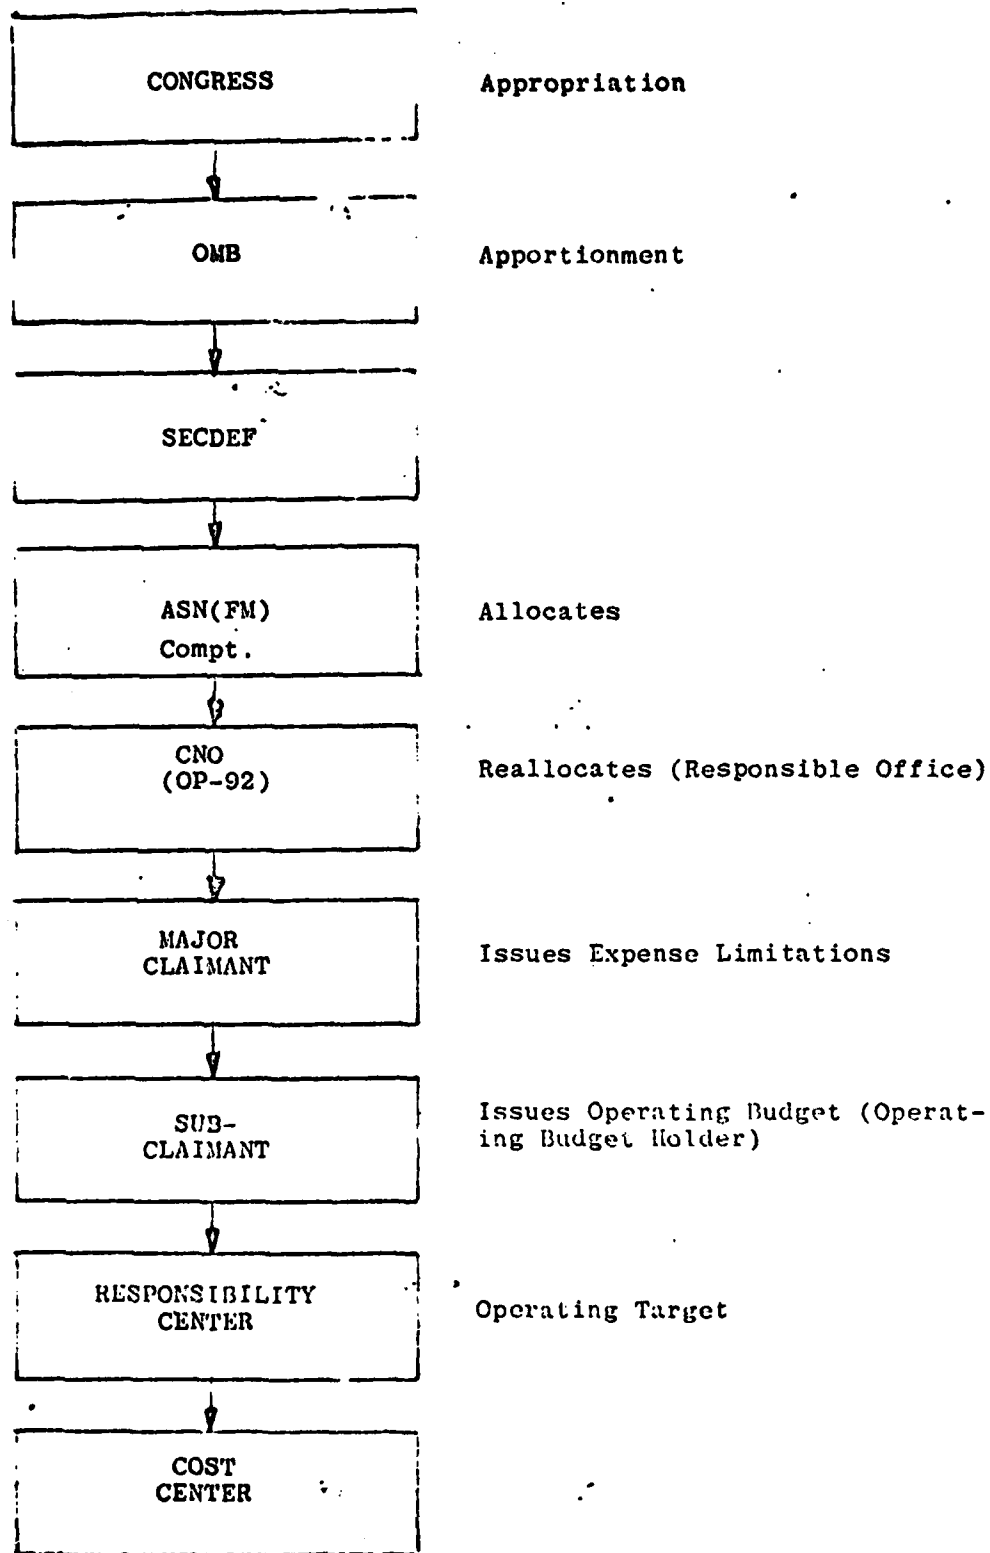 CONGRESS
Appropriation
OMB
Apportionment
SECDEF
ASN(FM)
Compt.
Allocates
CNO
(OP-92)
Reallocates (Responsible Office)
MAJOR
CLAIMANT
Issues Expense Limitations
SUB-
CLAIMANT
Issues Operating Budget (Operat-
ing Budget Holder)
RESPONSIBILITY
CENTER
Operating Target
COST
CENTER